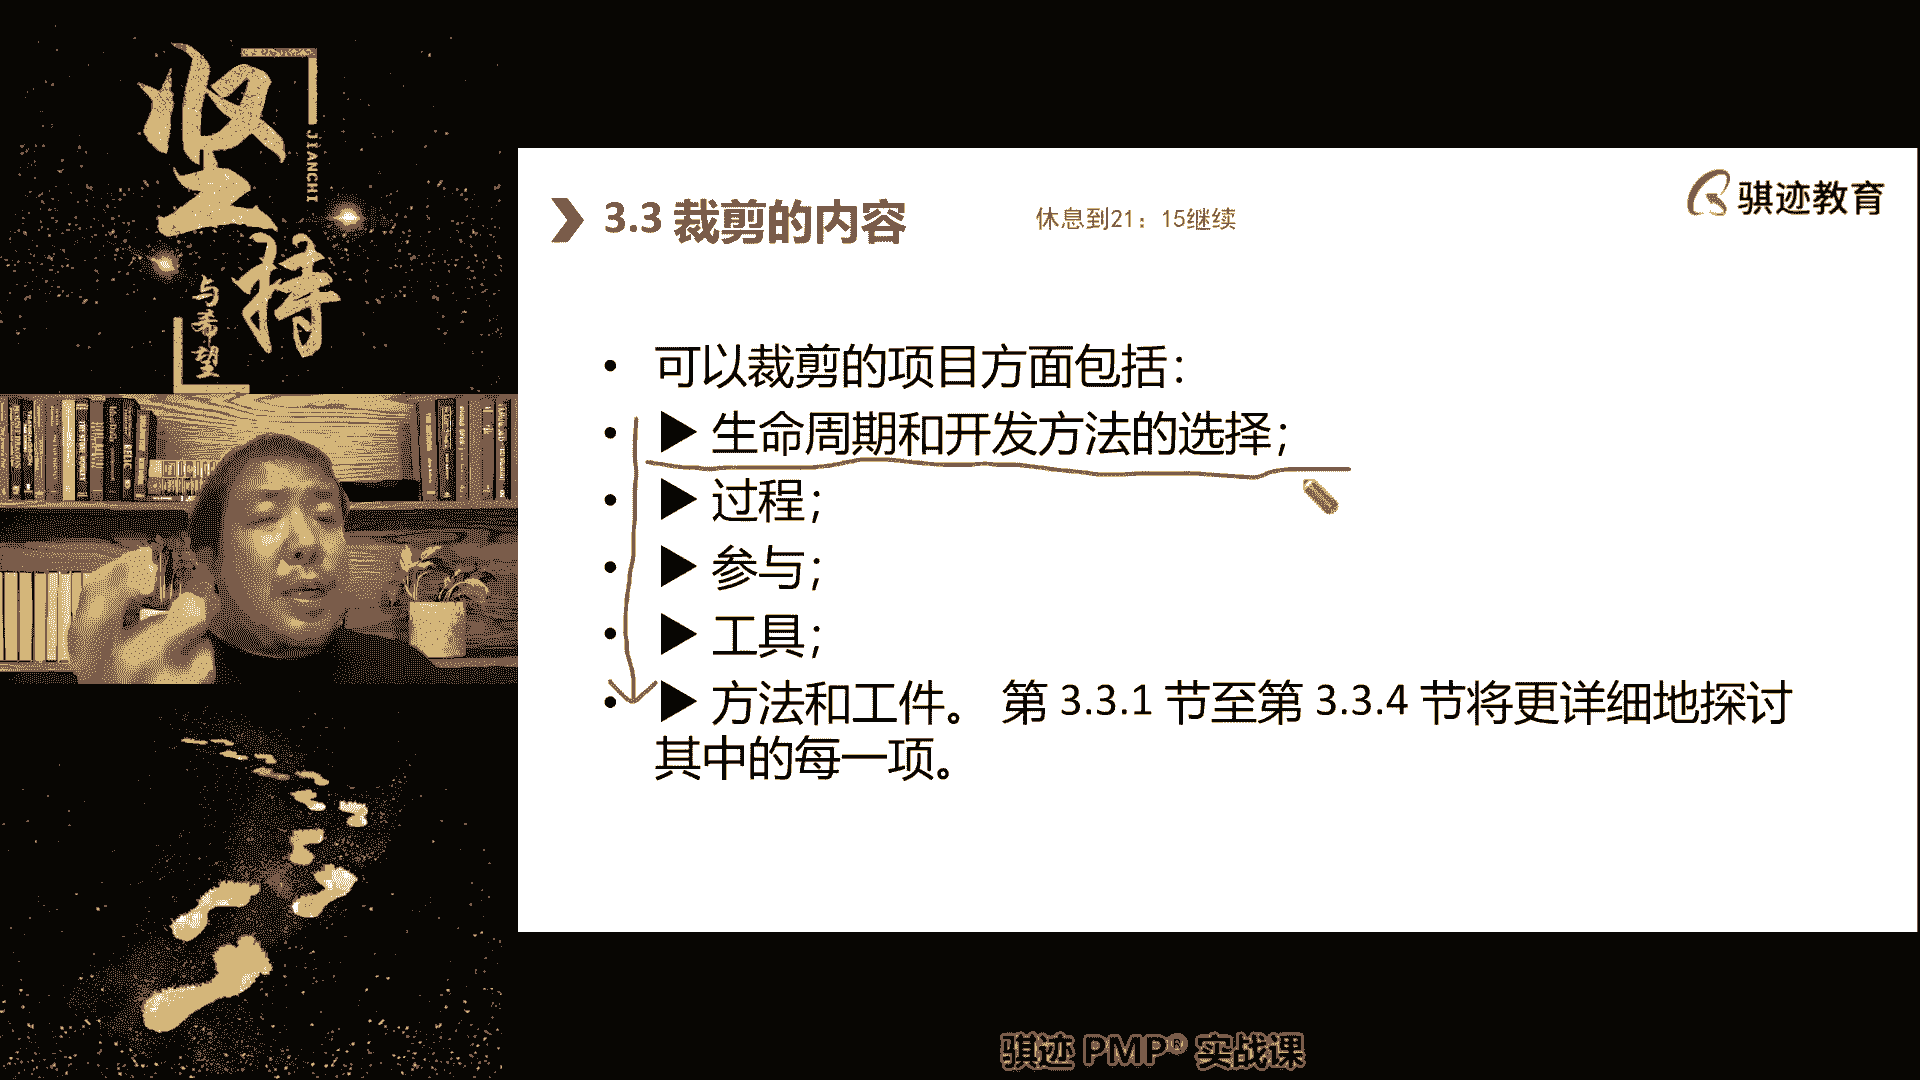 坚持
JIANCHI
与希望
3.3 裁剪的内容
休息到21：15继续
骐迹教育
• 可以裁剪的项目方面包括：
• ▶ 生命周期和开发方法的选择；
• ▶ 过程；
• ▶ 参与；
• ▶ 工具；
• ▶ 方法和工件。 第 3.3.1 节至第 3.3.4 节将更详细地探讨
其中的每一项。
骐迹 PMP® 实战课